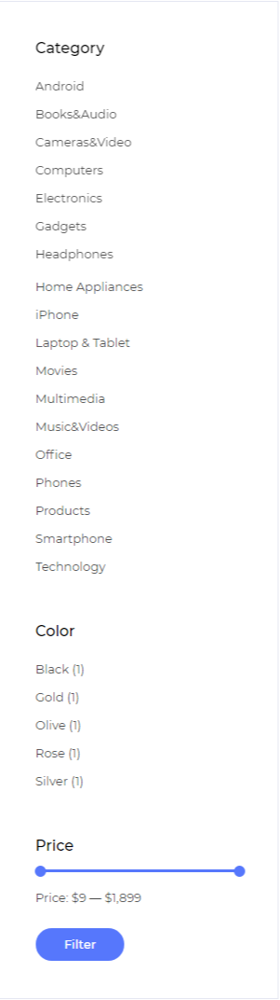 Category
Android
Books&Audio
Cameras&Video
Computers
Electronics
Gadgets
Headphones
Home Appliances
iPhone
Laptop & Tablet
Movies
Multimedia
Music&Videos
Office
Phones
Products
Smartphone
Technology
Color
Black (1)
Gold (1)
Olive (1)
Rose (1)
Silver (1)
Price
Price: $9 — $1,899
Filter